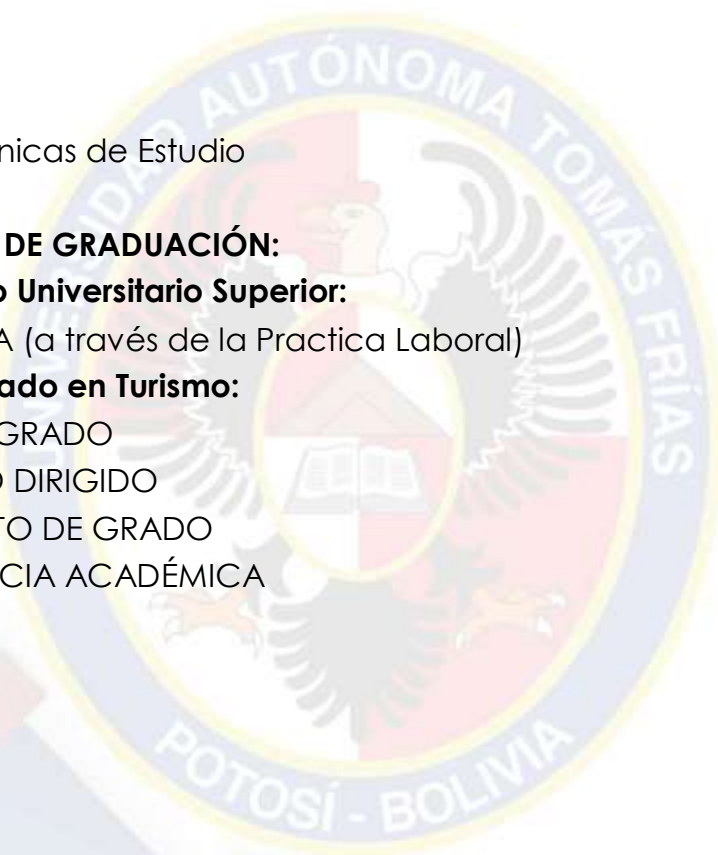 nicas de Estudio
DE GRADUACIÓN:
o Universitario Superior:
A (a través de la Practica Laboral)
ado en Turismo:
GRADO
O DIRIGIDO
TO DE GRADO
CIA ACADÉMICA
UNIVERSIDAD AUTÓNOMA TOMÁS FRÍAS
POTOSÍ - BOLIVIA